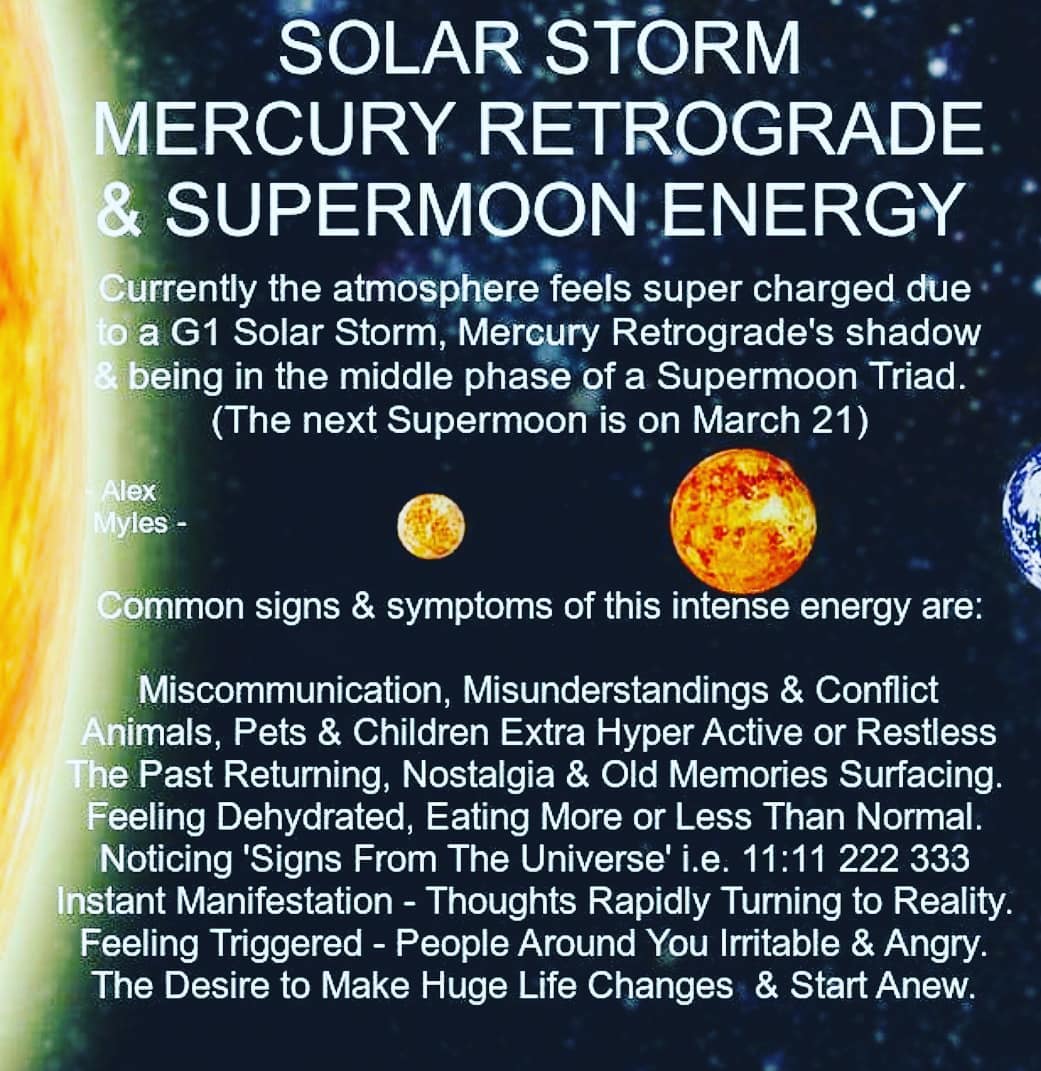 SOLAR STORM
MERCURY RETROGRADE
& SUPERMOON ENERGY
Currently the atmosphere feels super charged due
to a G1 Solar Storm, Mercury Retrograde's shadow
& being in the middle phase of a Supermoon Triad.
(The next Supermoon is on March 21)
- Alex
Myles -
Common signs & symptoms of this intense energy are:
Miscommunication, Misunderstandings & Conflict
Animals, Pets & Children Extra Hyper Active or Restless
The Past Returning, Nostalgia & Old Memories Surfacing.
Feeling Dehydrated, Eating More or Less Than Normal.
Noticing 'Signs From The Universe' i.e. 11:11 222 333
Instant Manifestation - Thoughts Rapidly Turning to Reality.
Feeling Triggered - People Around You Irritable & Angry.
The Desire to Make Huge Life Changes & Start Anew.